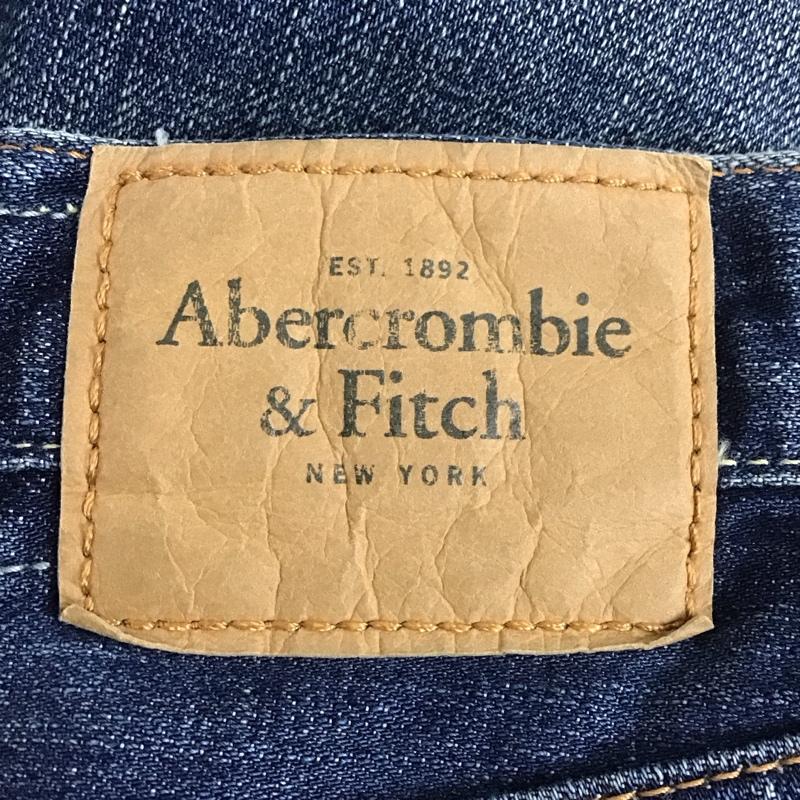 EST. 1892
Abercrombie
& Fitch
NEW YORK